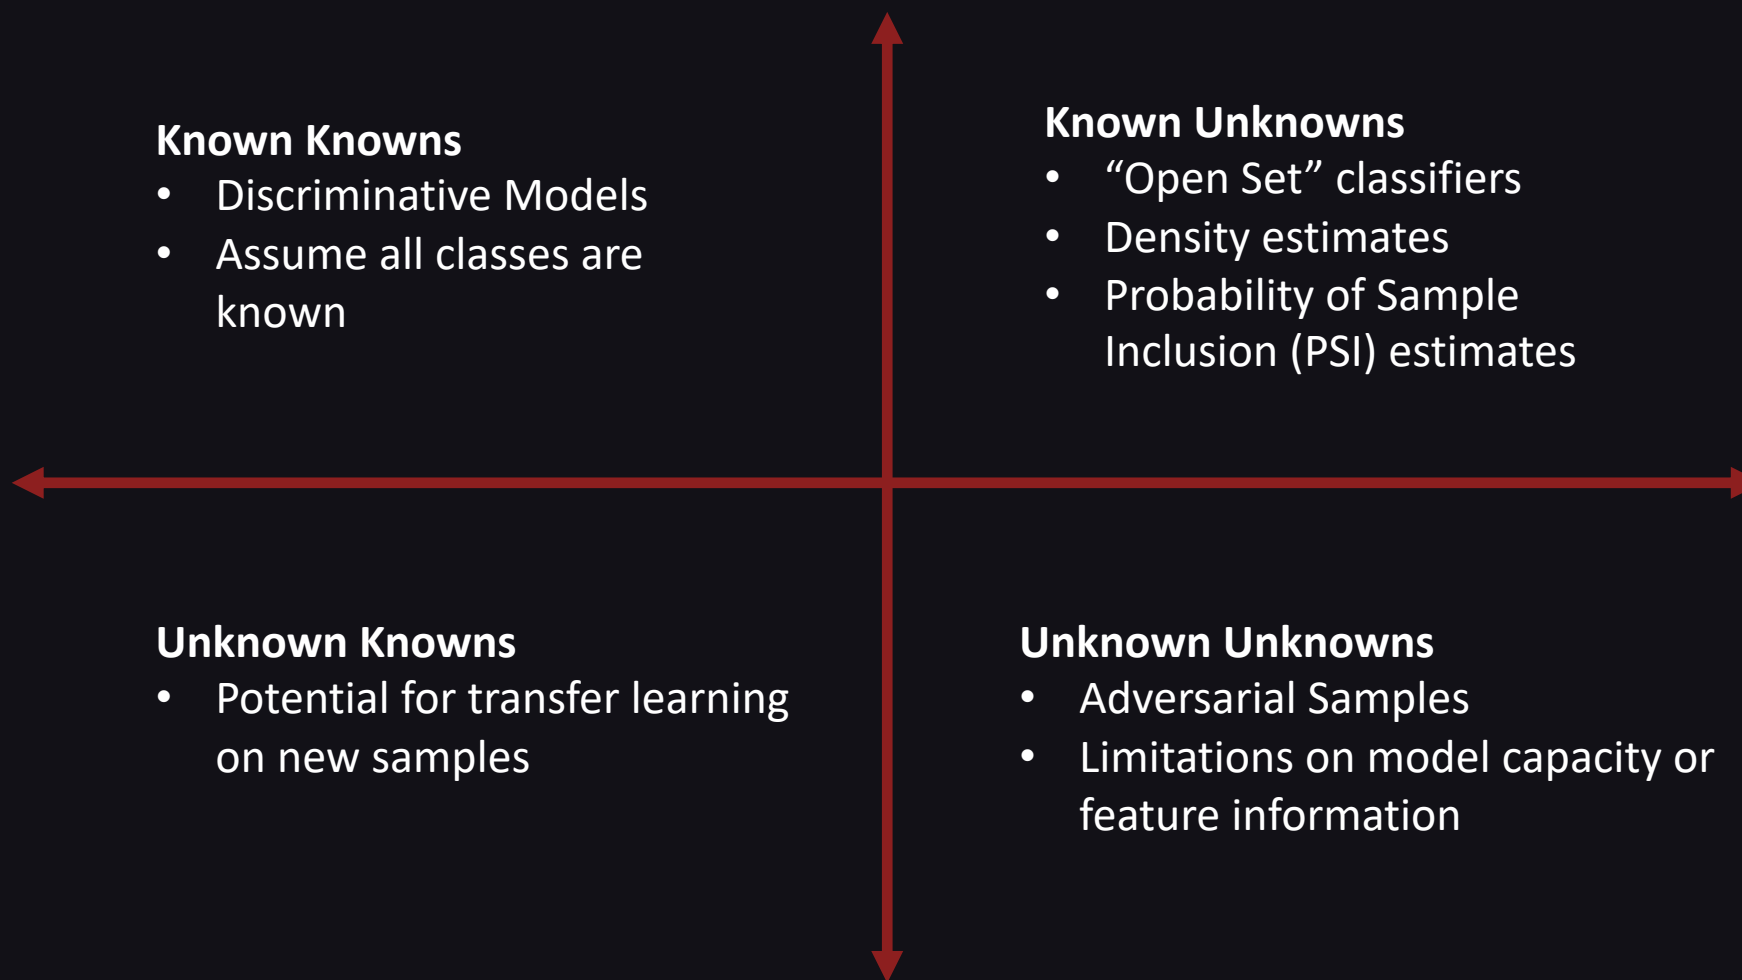 Known Knowns
• Discriminative Models
• Assume all classes are
known
Known Unknowns
• “Open Set” classifiers
• Density estimates
• Probability of Sample
Inclusion (PSI) estimates
Unknown Knowns
• Potential for transfer learning
on new samples
Unknown Unknowns
• Adversarial Samples
• Limitations on model capacity or
feature information